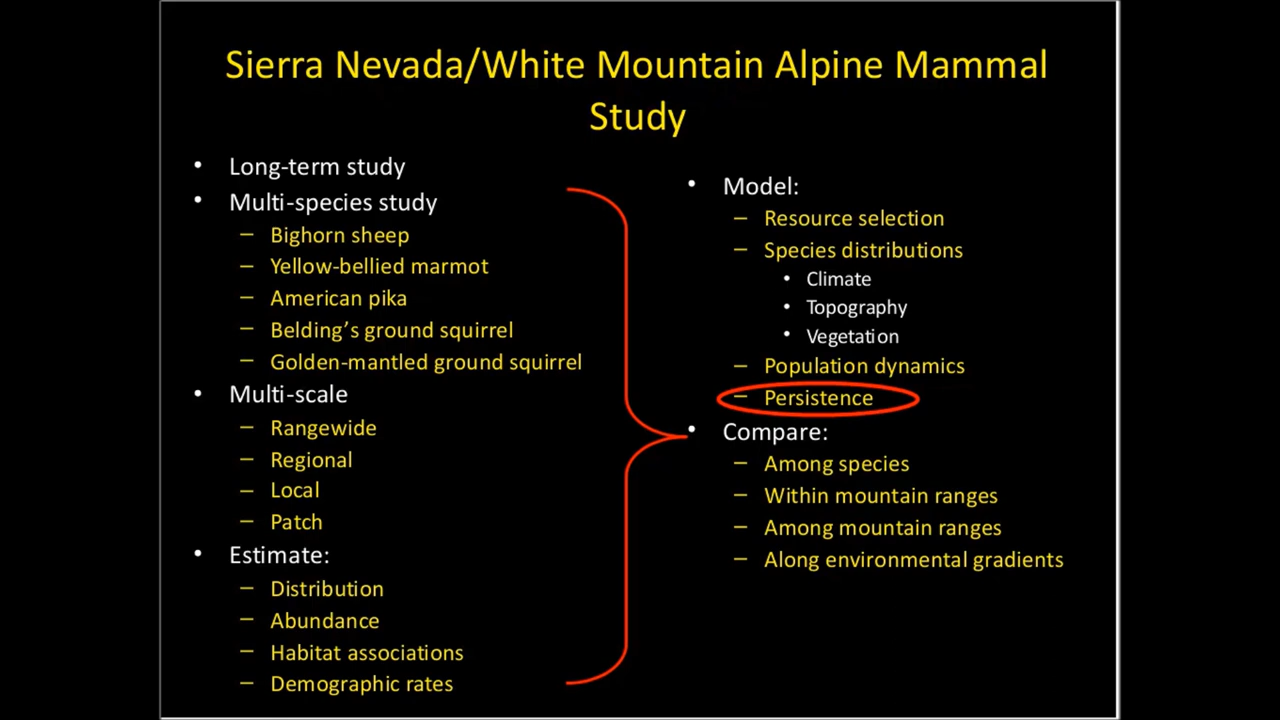 Sierra Nevada/White Mountain Alpine Mammal
Study
• Long-term study
• Multi-species study
– Bighorn sheep
– Yellow-bellied marmot
– American pika
– Belding’s ground squirrel
– Golden-mantled ground squirrel
• Multi-scale
– Rangewide
– Regional
– Local
– Patch
• Estimate:
– Distribution
– Abundance
– Habitat associations
– Demographic rates
• Model:
– Resource selection
– Species distributions
• Climate
• Topography
• Vegetation
– Population dynamics
– Persistence
• Compare:
– Among species
– Within mountain ranges
– Among mountain ranges
– Along environmental gradients